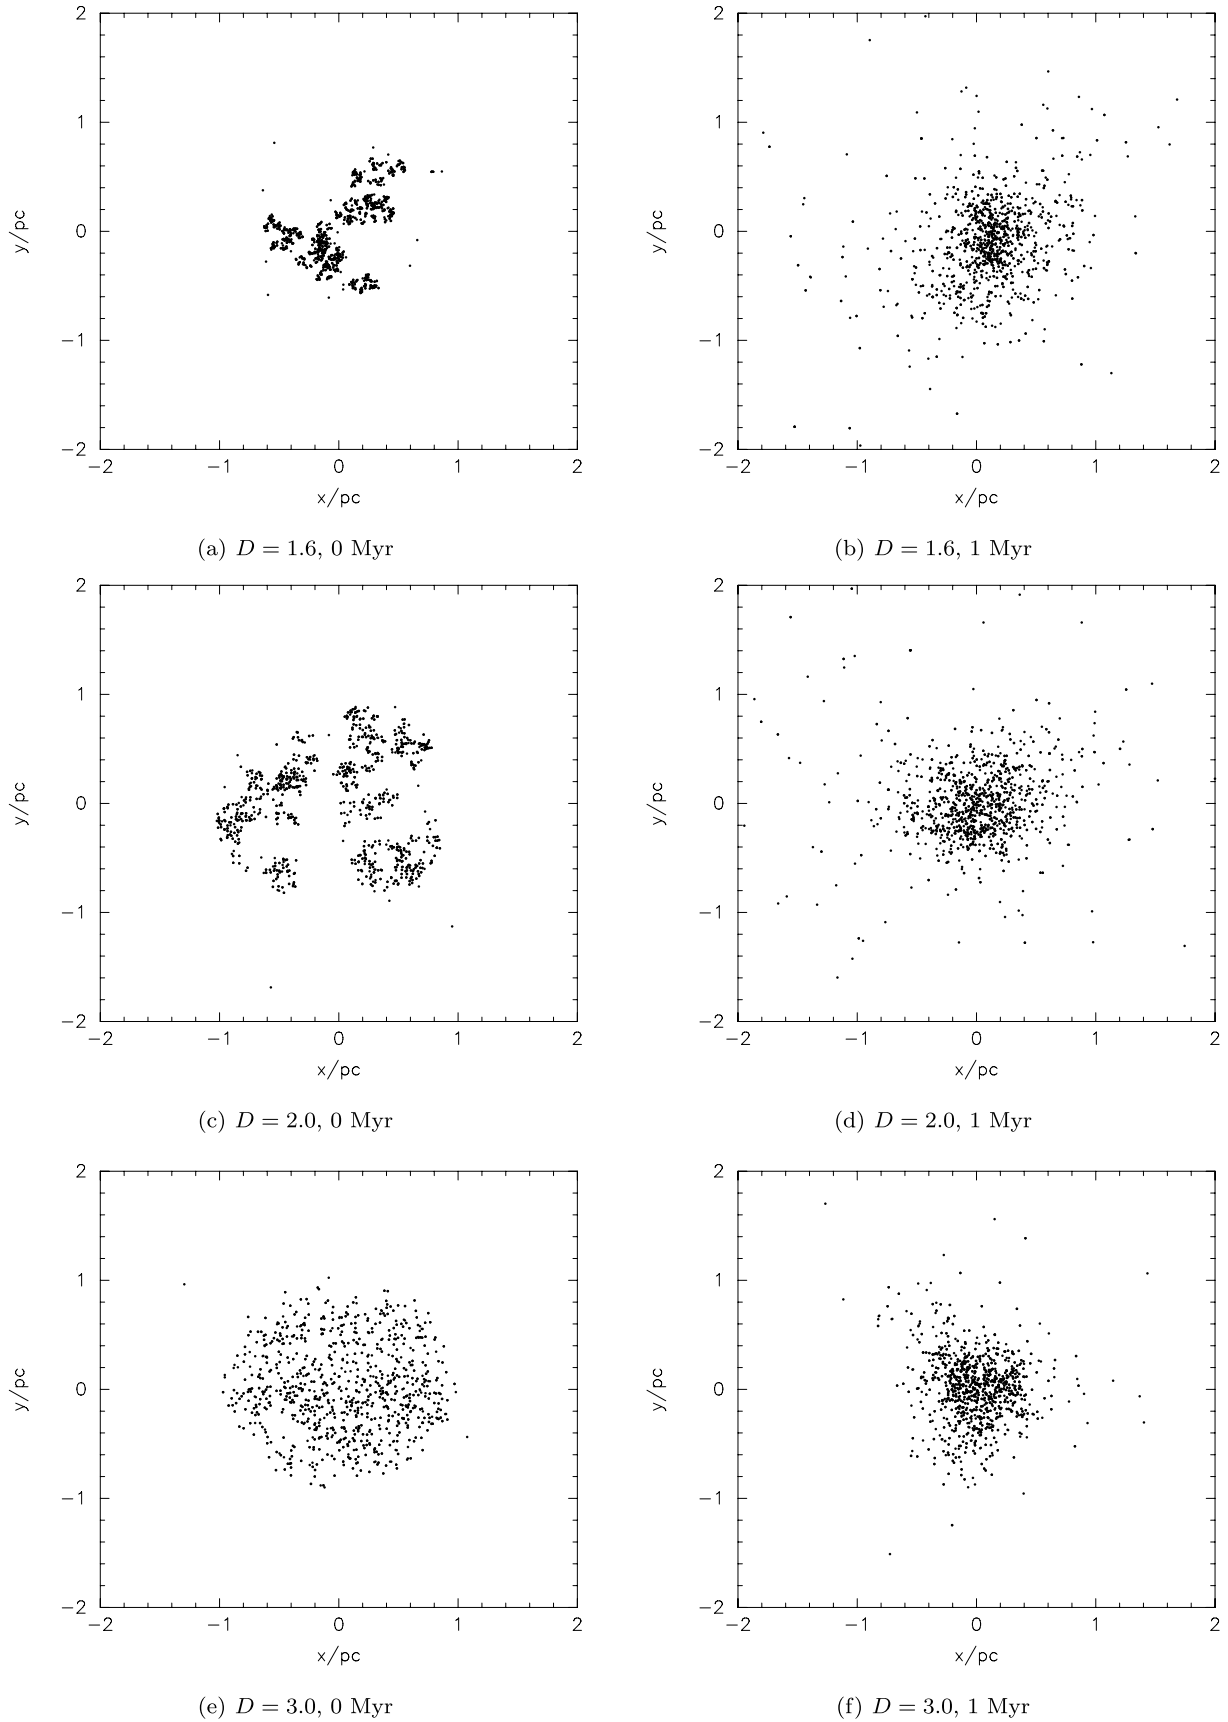 2
2
1
1
y/pc
0
y/pc
0
−1
−1
−2
−2
−2 −1 0 1 2
−2 −1 0 1 2
x/pc
x/pc
(a) D = 1.6, 0 Myr
(b) D = 1.6, 1 Myr
2
2
1
1
y/pc
0
y/pc
0
−1
−1
−2
−2
−2 −1 0 1 2
−2 −1 0 1 2
x/pc
x/pc
(c) D = 2.0, 0 Myr
(d) D = 2.0, 1 Myr
2
2
1
1
y/pc
0
y/pc
0
−1
−1
−2
−2
−2 −1 0 1 2
−2 −1 0 1 2
x/pc
x/pc
(e) D = 3.0, 0 Myr
(f) D = 3.0, 1 Myr